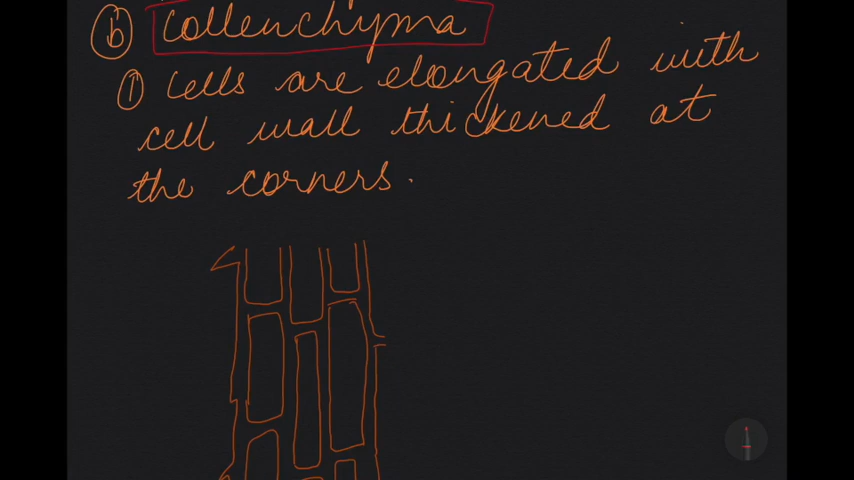 (b) Collenchyma
(1) Cells are elongated with
cell wall thickened at
the corners.